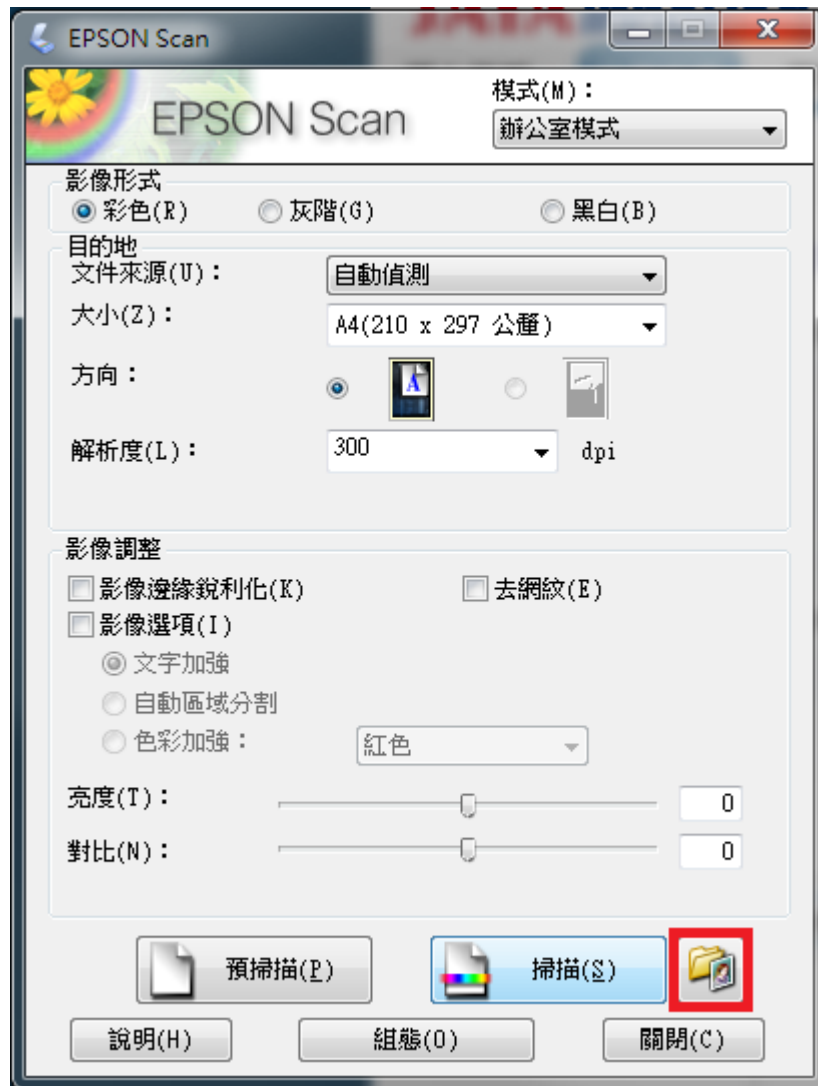 EPSON Scan
EPSON Scan
模式(M)：
辦公室模式
影像形式
彩色(R) 灰階(G) 黑白(B)
目的地
文件來源(U)： 自動偵測
大小(Z)： A4(210 x 297 公釐)
方向： A
解析度(L)： 300 dpi
影像調整
影像邊緣銳利化(K) 去網紋(E)
影像選項(I)
文字加強
自動區域分割
色彩加強： 紅色
亮度(T)： 0
對比(N)： 0
預掃描(P) 掃描(S)
說明(H) 組態(O) 關閉(C)